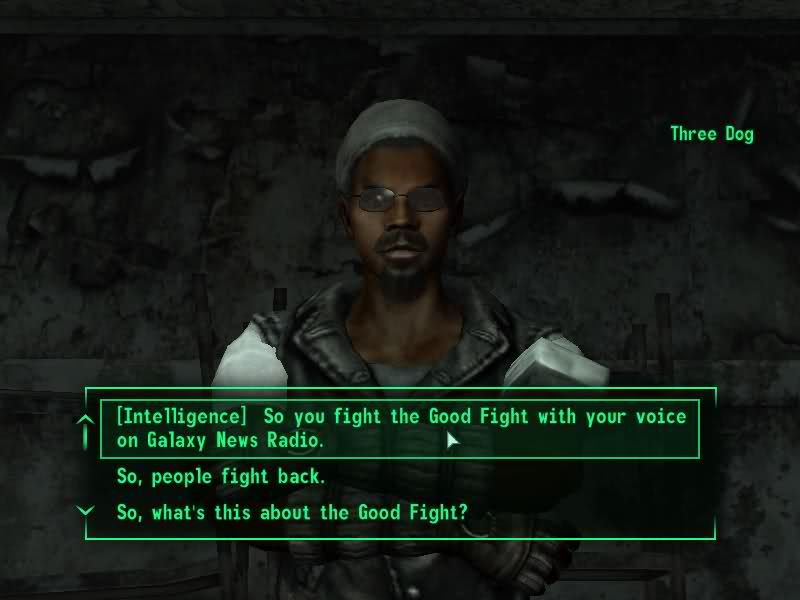 Three Dog
[Intelligence] So you fight the Good Fight with your voice
on Galaxy News Radio.
So, people fight back.
So, what's this about the Good Fight?